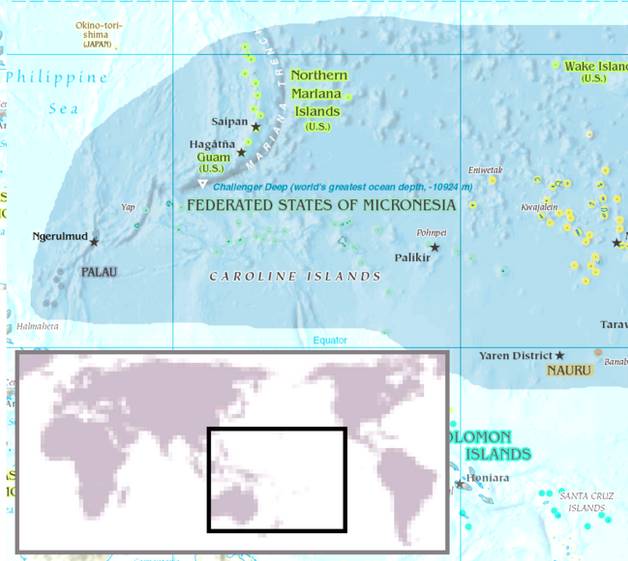 Okino-tori-
shima
(JAPAN)
Philippine
Sea
Northern
Mariana
Islands
(U.S.)
Wake Islan
(U.S.)
MARIANA TRENCH
Saipan
Hagåtña
Guam
(U.S.)
Challenger Deep (world's greatest ocean depth, -10924 m)
Eniwetak
Yap
FEDERATED STATES OF MICRONESIA
Kwajalein
Ngerulmud
Pohnpei
Palikir
PALAU
CAROLINE ISLANDS
Halmahera
Equator
Taraw
Yaren District
NAURU
Banab
OLOMON
ISLANDS
Honiara
SANTA CRUZ
ISLANDS